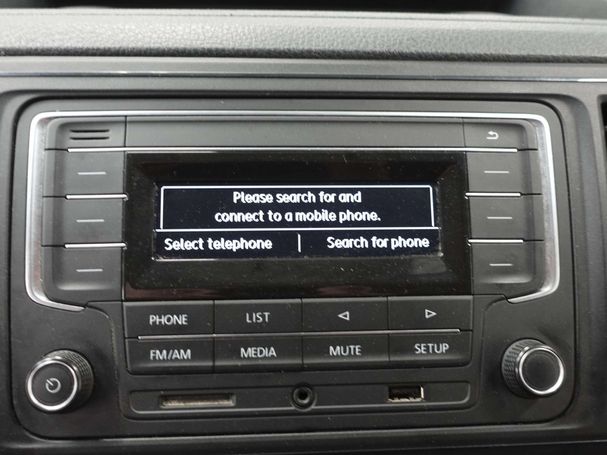 Please search for and
connect to a mobile phone.
Select telephone | Search for phone
PHONE LIST
FM/AM MEDIA MUTE SETUP